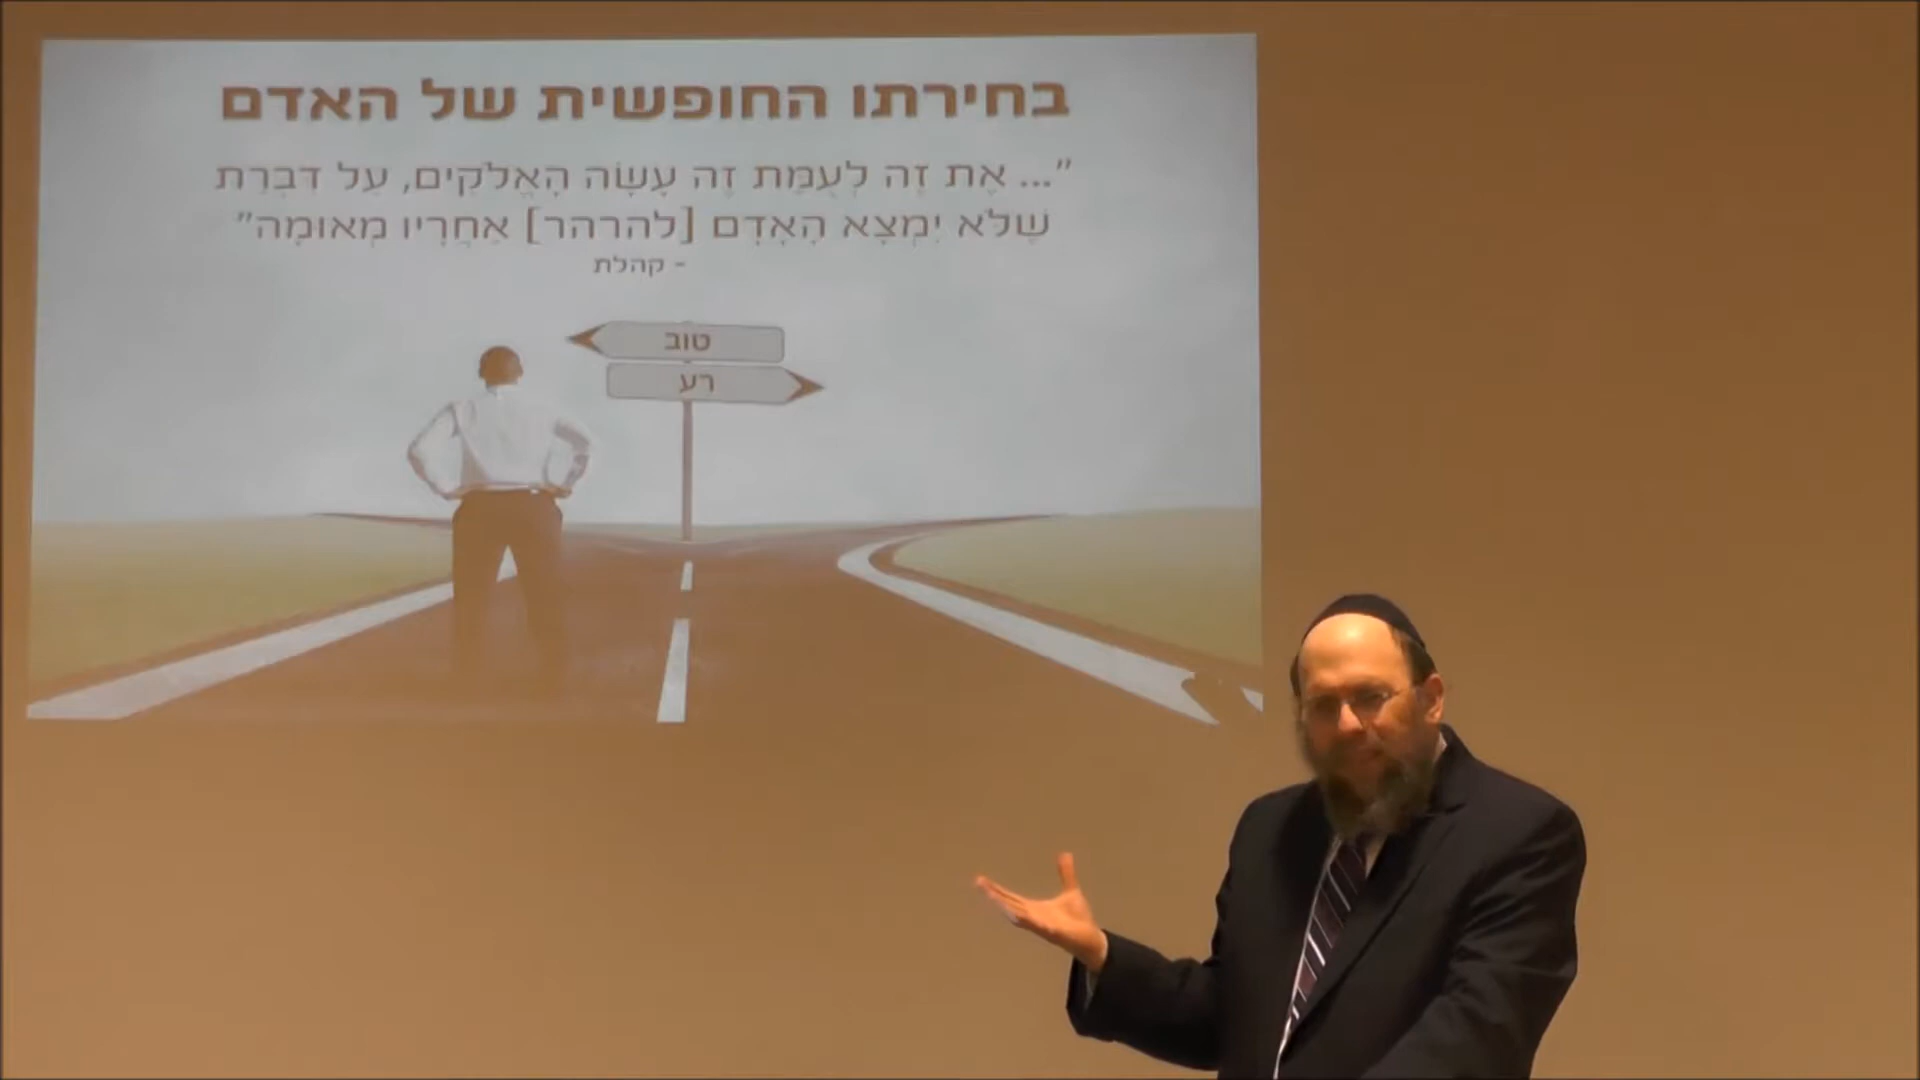 בחירתו החופשית של האדם
"... אֶת זֶה לְעֻמַּת זֶה עָשָׂה הָאֱלֹקִים, עַל דִּבְרַת
שֶׁלֹּא יִמְצָא הָאָדָם [להרהר] אַחֲרָיו מְאוּמָה"
- קהלת
טוב
רע